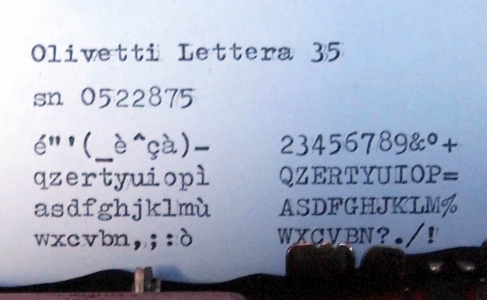 Olivetti Lettera 35
sn 0522875
é"'(_è^çà)- 23456789&º+
qzertyuiopì QZERTYUIOP=
asdfghjklmù ASDFGHJKLM%
wxcvbn,;:ò WXCVBN?./!